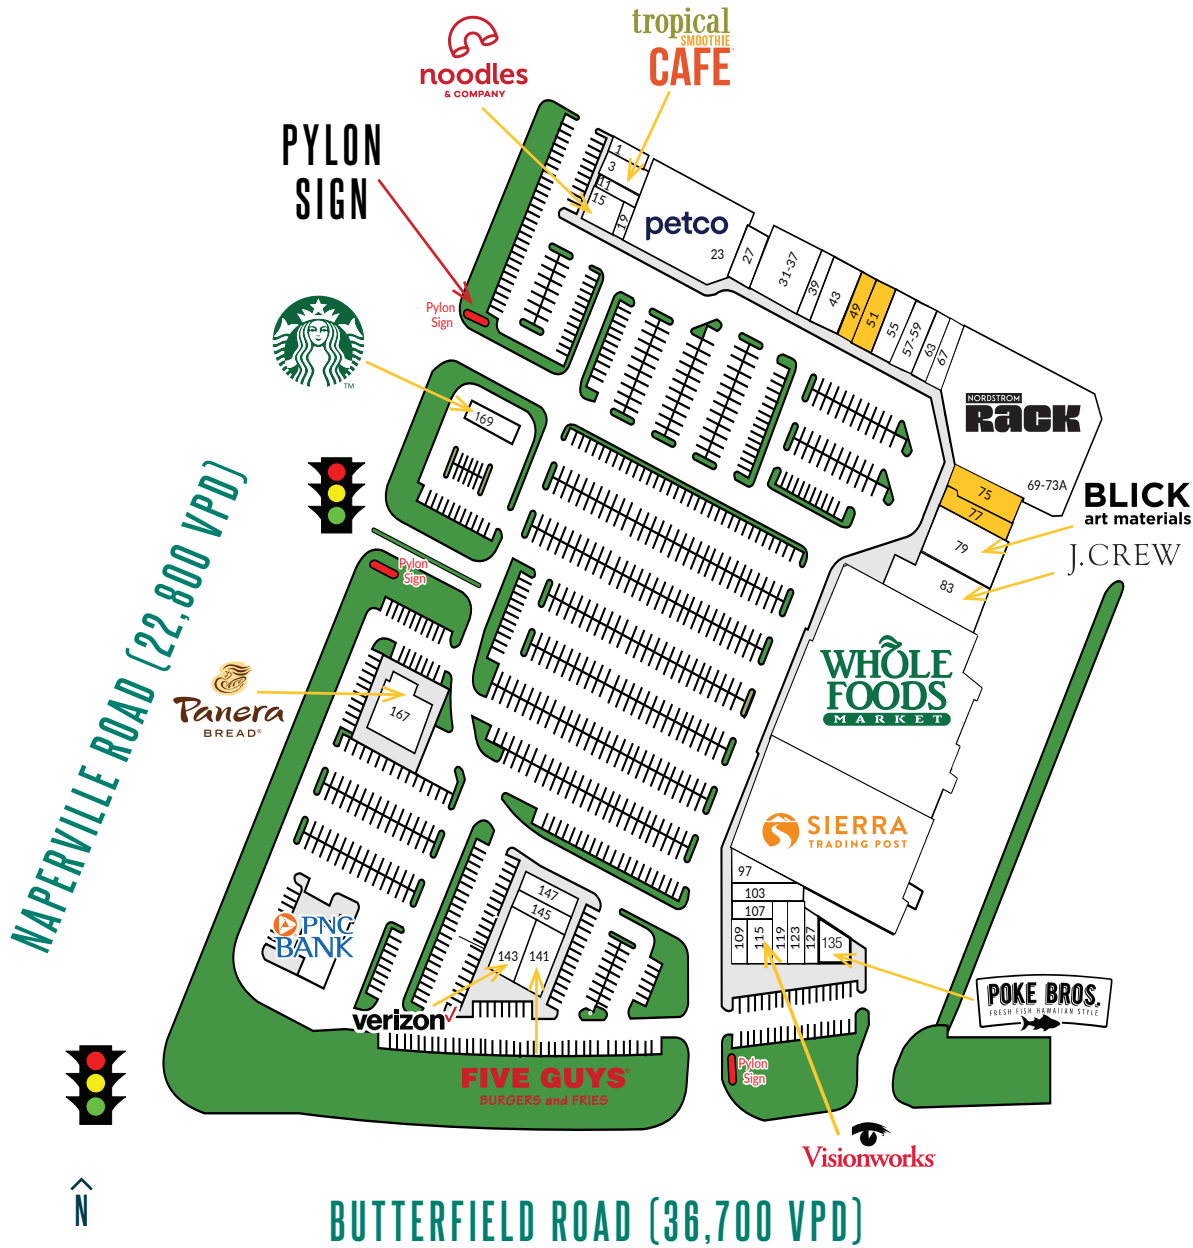 tropical
SMOOTHIE
CAFE
noodles
& COMPANY
PYLON
SIGN
1
3
11
15
19
petco
23
27
31-37
39
43
49
51
55
57-59
63
67
Pylon
Sign
TM
169
NORDSTROM
RACK
69-73A
75
77
79
83
BLICK
art materials
J.CREW
NAPERVILLE ROAD (22,800 VPD)
Pylon
Sign
WHOLE
FOODS
MARKET
Panera
BREAD®
167
SIERRA
TRADING POST
97
103
107
109
115
119
123
127
135
147
145
143
141
PNC
BANK
verizon
POKE BROS.
FRESH FISH HAWAIIAN STYLE
Pylon
Sign
FIVE GUYS®
BURGERS and FRIES
Visionworks
N
BUTTERFIELD ROAD (36,700 VPD)